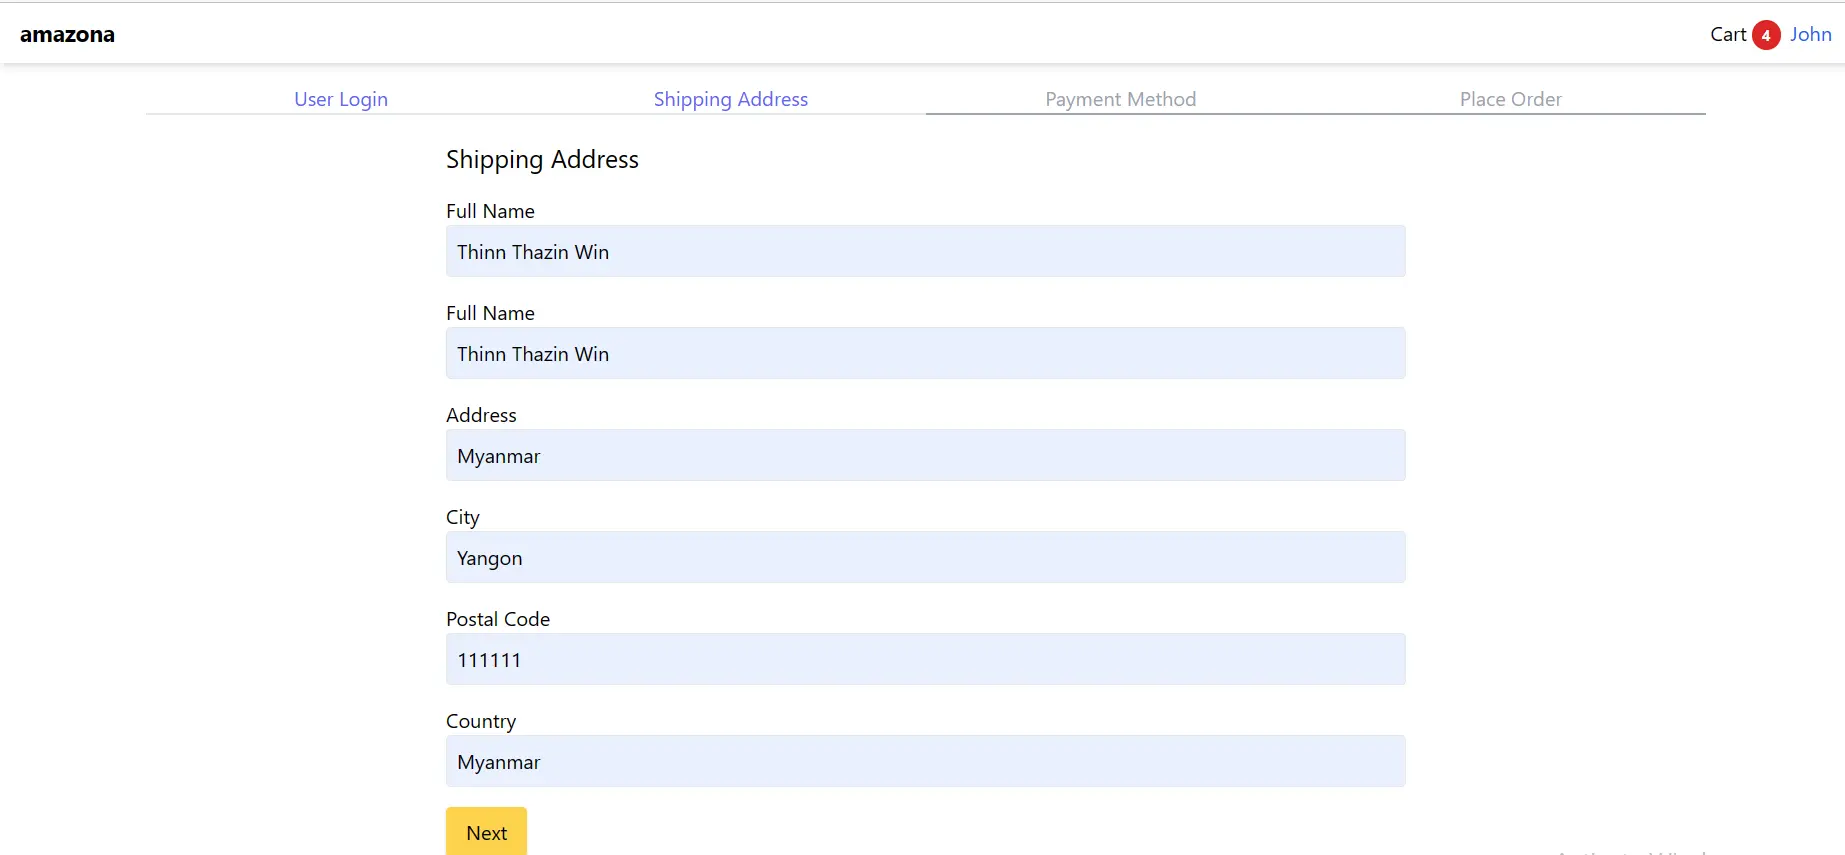 amazona
Cart 4 John
User Login Shipping Address Payment Method Place Order
Shipping Address
Full Name
Thinn Thazin Win
Full Name
Thinn Thazin Win
Address
Myanmar
City
Yangon
Postal Code
111111
Country
Myanmar
Next